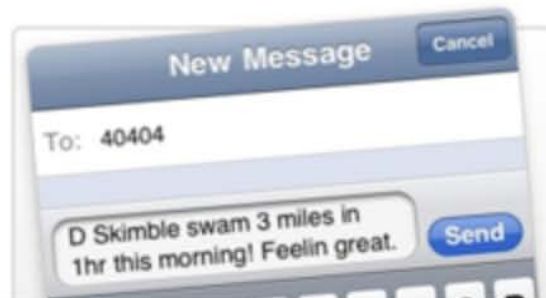 New Message
Cancel
To: 40404
D Skimble swam 3 miles in
1hr this morning! Feelin great.
Send